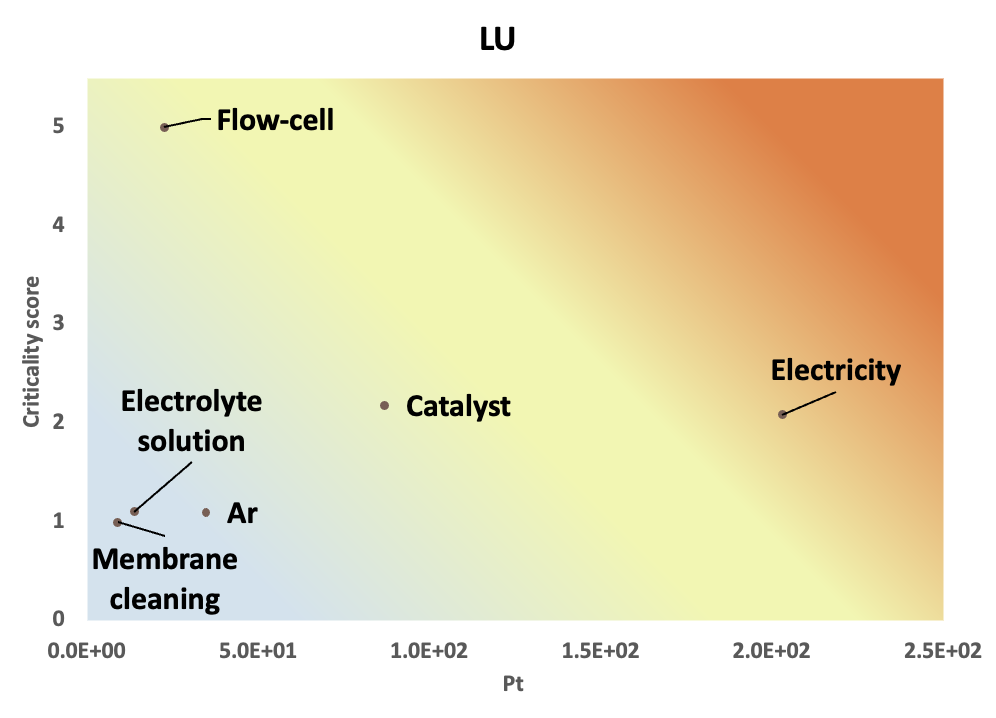 LU
Criticality score
5
4
3
2
1
0
Flow-cell
Electricity
Electrolyte
solution
Catalyst
Ar
Membrane
cleaning
0.0E+00
5.0E+01
1.0E+02
1.5E+02
2.0E+02
2.5E+02
Pt